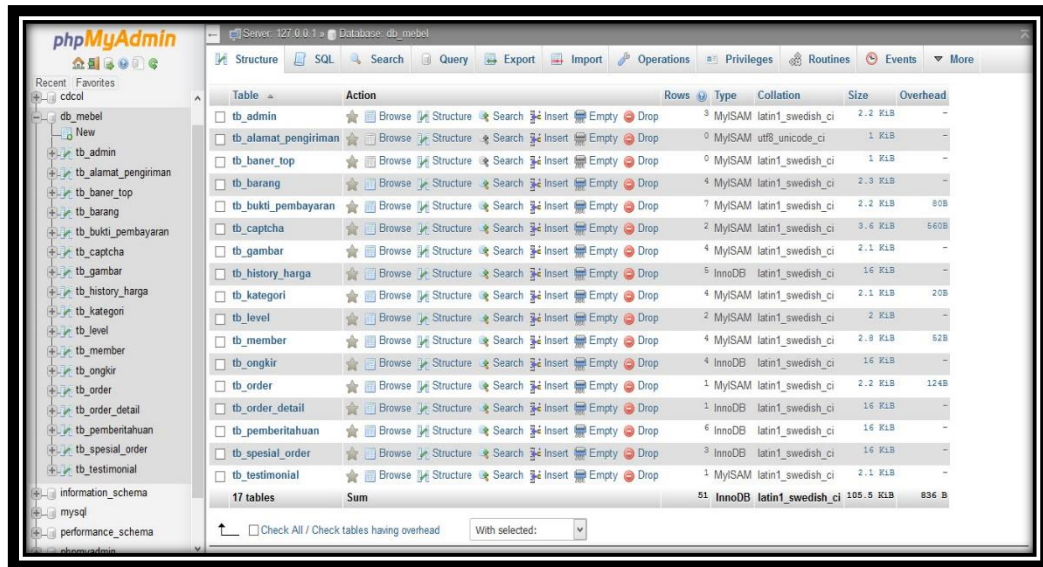 phpMyAdmin
Recent Favorites
cdcol
db_mebel
New
tb_admin
tb_alamat_pengiriman
tb_baner_top
tb_barang
tb_bukti_pembayaran
tb_captcha
tb_gambar
tb_history_harga
tb_kategori
tb_level
tb_member
tb_ongkir
tb_order
tb_order_detail
tb_pemberitahuan
tb_spesial_order
tb_testimonial
information_schema
mysql
performance_schema
phpmyadmin
Server: 127.0.0.1 » Database: db_mebel
Structure SQL Search Query Export Import Operations Privileges Routines Events More
Table Action Rows Type Collation Size Overhead
tb_admin Browse Structure Search Insert Empty Drop 3 MyISAM latin1_swedish_ci 2.2 KiB -
tb_alamat_pengiriman Browse Structure Search Insert Empty Drop 0 MyISAM utf8_unicode_ci 1 KiB -
tb_baner_top Browse Structure Search Insert Empty Drop 0 MyISAM latin1_swedish_ci 1 KiB -
tb_barang Browse Structure Search Insert Empty Drop 4 MyISAM latin1_swedish_ci 2.3 KiB -
tb_bukti_pembayaran Browse Structure Search Insert Empty Drop 7 MyISAM latin1_swedish_ci 2.2 KiB 80B
tb_captcha Browse Structure Search Insert Empty Drop 2 MyISAM latin1_swedish_ci 3.6 KiB 560B
tb_gambar Browse Structure Search Insert Empty Drop 4 MyISAM latin1_swedish_ci 2.1 KiB -
tb_history_harga Browse Structure Search Insert Empty Drop 5 InnoDB latin1_swedish_ci 16 KiB -
tb_kategori Browse Structure Search Insert Empty Drop 4 MyISAM latin1_swedish_ci 2.1 KiB 20B
tb_level Browse Structure Search Insert Empty Drop 2 MyISAM latin1_swedish_ci 2 KiB -
tb_member Browse Structure Search Insert Empty Drop 4 MyISAM latin1_swedish_ci 2.8 KiB 52B
tb_ongkir Browse Structure Search Insert Empty Drop 4 InnoDB latin1_swedish_ci 16 KiB -
tb_order Browse Structure Search Insert Empty Drop 1 MyISAM latin1_swedish_ci 2.2 KiB 124B
tb_order_detail Browse Structure Search Insert Empty Drop 1 InnoDB latin1_swedish_ci 16 KiB -
tb_pemberitahuan Browse Structure Search Insert Empty Drop 6 InnoDB latin1_swedish_ci 16 KiB -
tb_spesial_order Browse Structure Search Insert Empty Drop 3 InnoDB latin1_swedish_ci 16 KiB -
tb_testimonial Browse Structure Search Insert Empty Drop 1 MyISAM latin1_swedish_ci 2.1 KiB -
17 tables Sum 51 InnoDB latin1_swedish_ci 105.5 KiB 836 B
Check All / Check tables having overhead With selected: